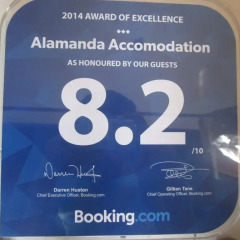 2014 AWARD OF EXCELLENCE
Alamanda Accomodation
AS HONOURED BY OUR GUESTS
8.2
/10
Darren Huston
Chief Executive Officer, Booking.com
Gillian Tans
Chief Operating Officer, Booking.com
Booking.com